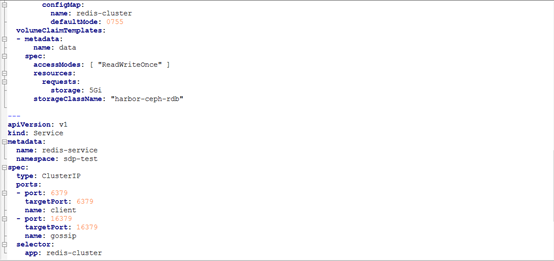 configMap:
name: redis-cluster
defaultMode: 0755
volumeClaimTemplates:
- metadata:
name: data
spec:
accessModes: [ "ReadWriteOnce" ]
resources:
requests:
storage: 5Gi
storageClassName: "harbor-ceph-rdb"
---
apiVersion: v1
kind: Service
metadata:
name: redis-service
namespace: sdp-test
spec:
type: ClusterIP
ports:
- port: 6379
targetPort: 6379
name: client
- port: 16379
targetPort: 16379
name: gossip
selector:
app: redis-cluster